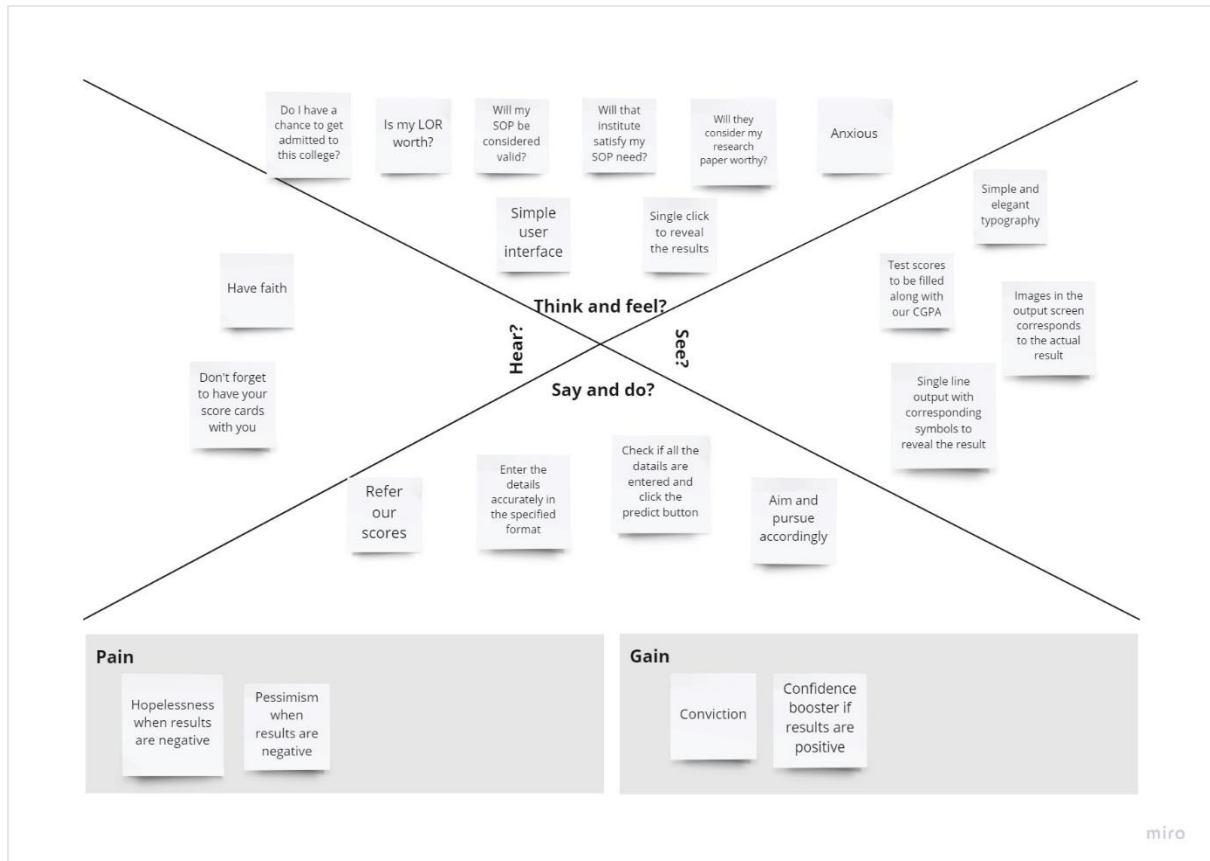 Do I have a
chance to get
admitted to
this college?
Is my LOR
worth?
Will my
SOP be
considered
valid?
Will that
institute
satisfy my
SOP need?
Will they
consider my
research
paper worthy?
Anxious
Simple
user
interface
Single click
to reveal
the results
Think and feel?
Have faith
Don't forget
to have your
score cards
with you
Hear?
See?
Simple and
elegant
typography
Test scores
to be filled
along with
our CGPA
Images in the
output screen
corresponds
to the actual
result
Single line
output with
corresponding
symbols to
reveal the result
Say and do?
Refer
our
scores
Enter the
details
accurately in
the specified
format
Check if all the
datails are
entered and
click the
predict button
Aim and
pursue
accordingly
Pain
Hopelessness
when results
are negative
Pessimism
when
results are
negative
Gain
Conviction
Confidence
booster if
results are
positive
miro